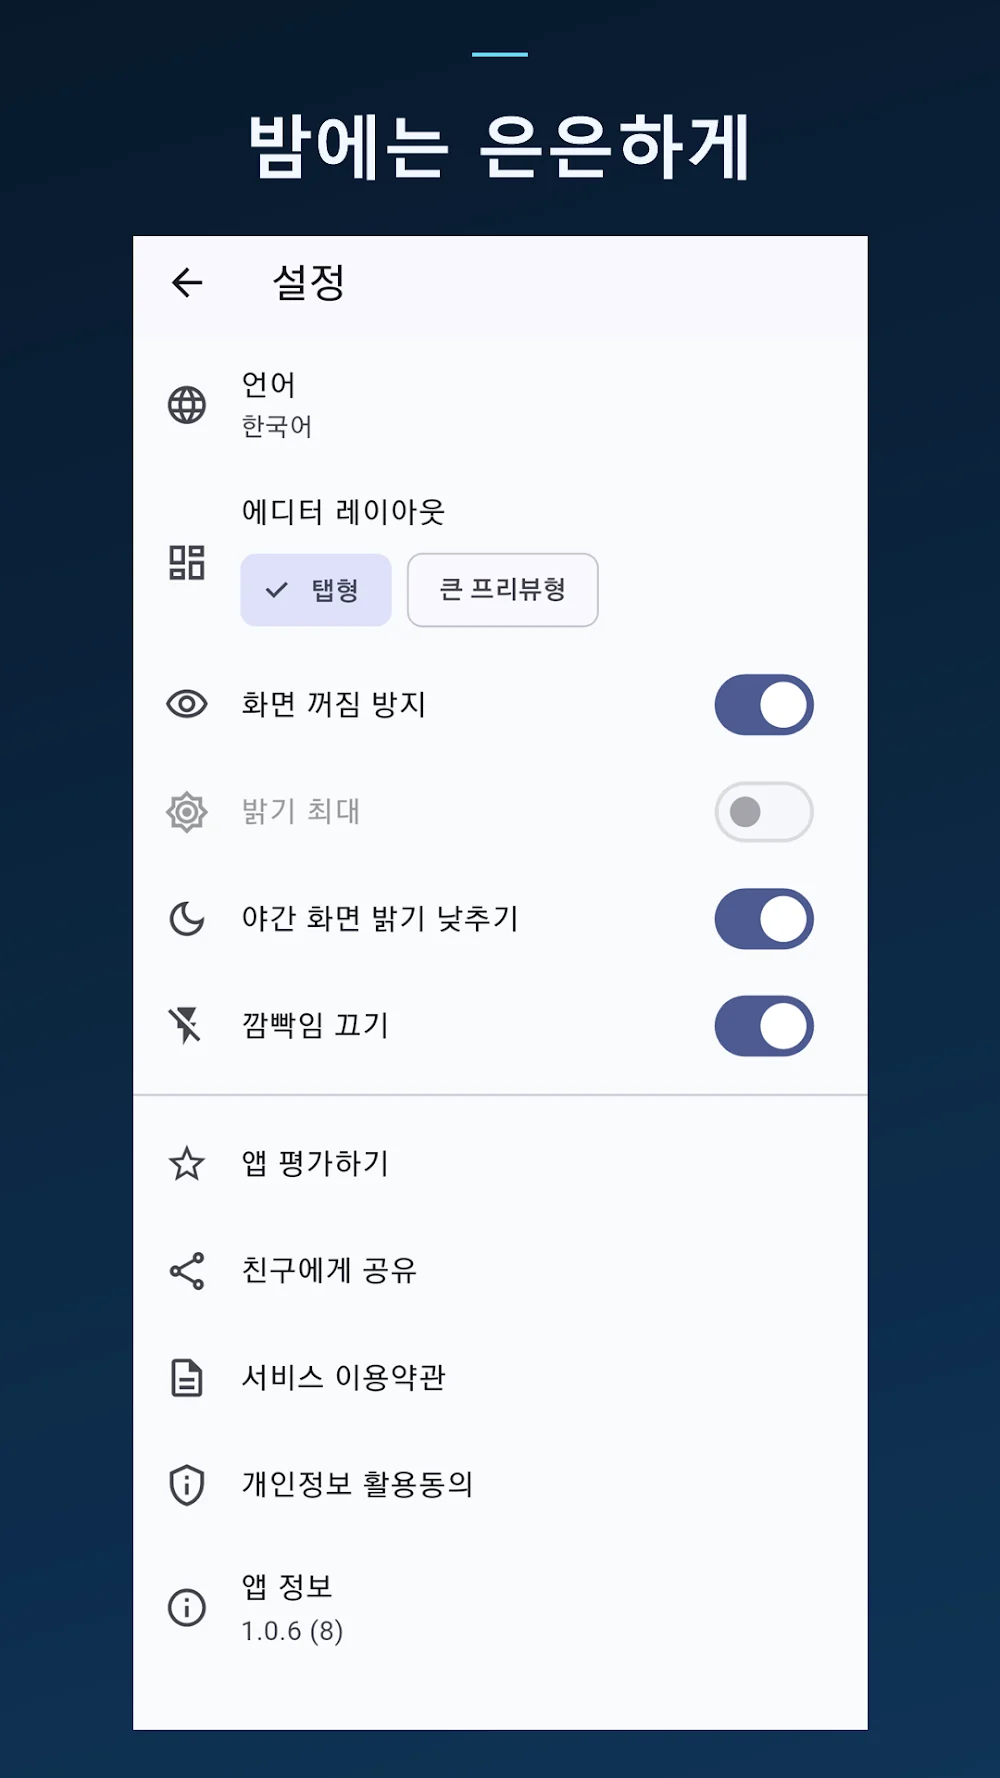 밤에는 은은하게
설정
언어
한국어
에디터 레이아웃
탭형
큰 프리뷰형
화면 꺼짐 방지
밝기 최대
야간 화면 밝기 낮추기
깜빡임 끄기
앱 평가하기
친구에게 공유
서비스 이용약관
개인정보 활용동의
앱 정보
1.0.6 (8)